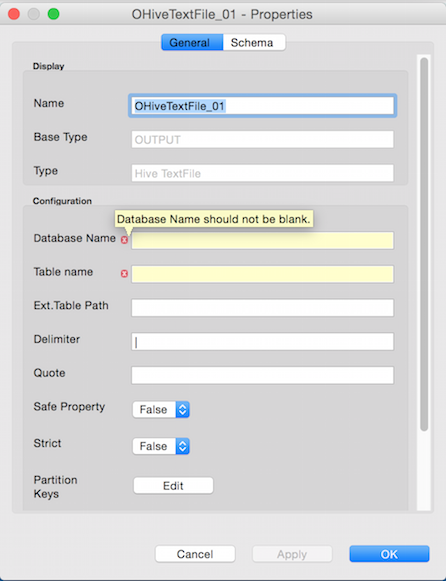 OHiveTextFile_01 - Properties
General Schema
Display
Name OHiveTextFile_01
Base Type OUTPUT
Type Hive TextFile
Configuration
Database Name should not be blank.
Database Name
Table name
Ext.Table Path
Delimiter |
Quote
Safe Property False
Strict False
Partition Keys Edit
Cancel Apply OK